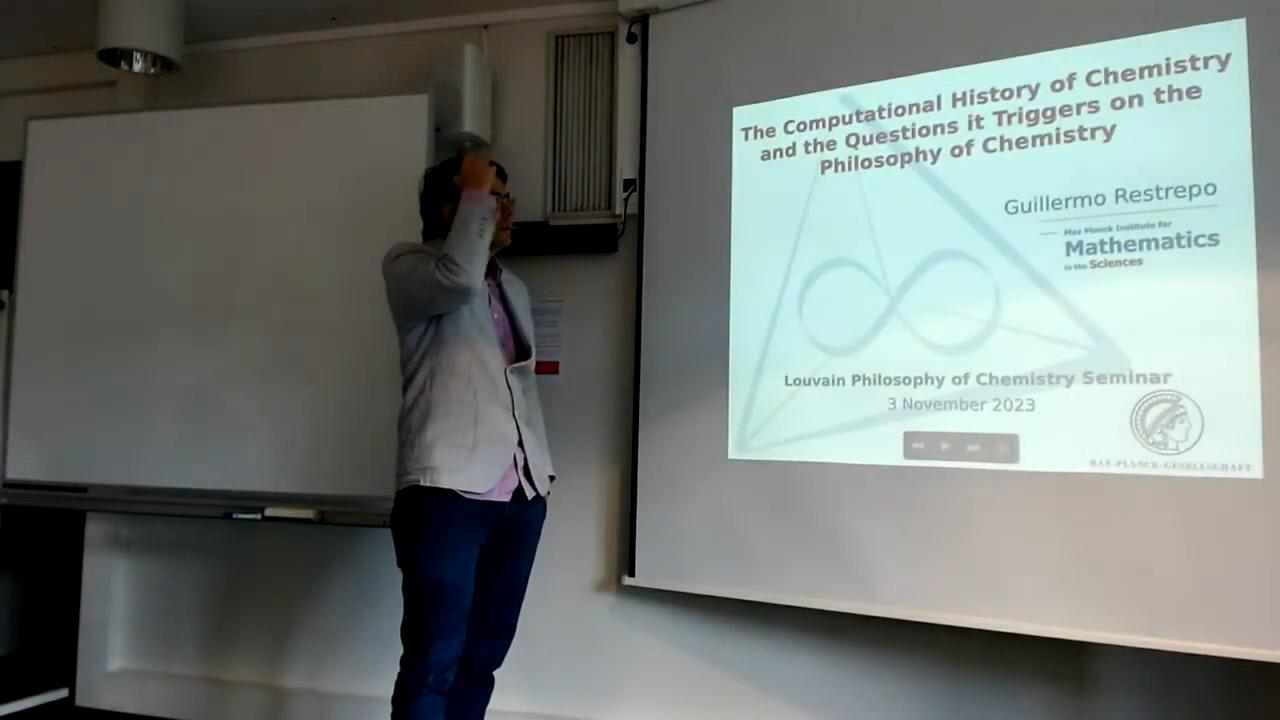 The Computational History of Chemistry
and the Questions it Triggers on the
Philosophy of Chemistry
Guillermo Restrepo
Max Planck Institute for
Mathematics
in the Sciences
Louvain Philosophy of Chemistry Seminar
3 November 2023
MAX-PLANCK-GESELLSCHAFT